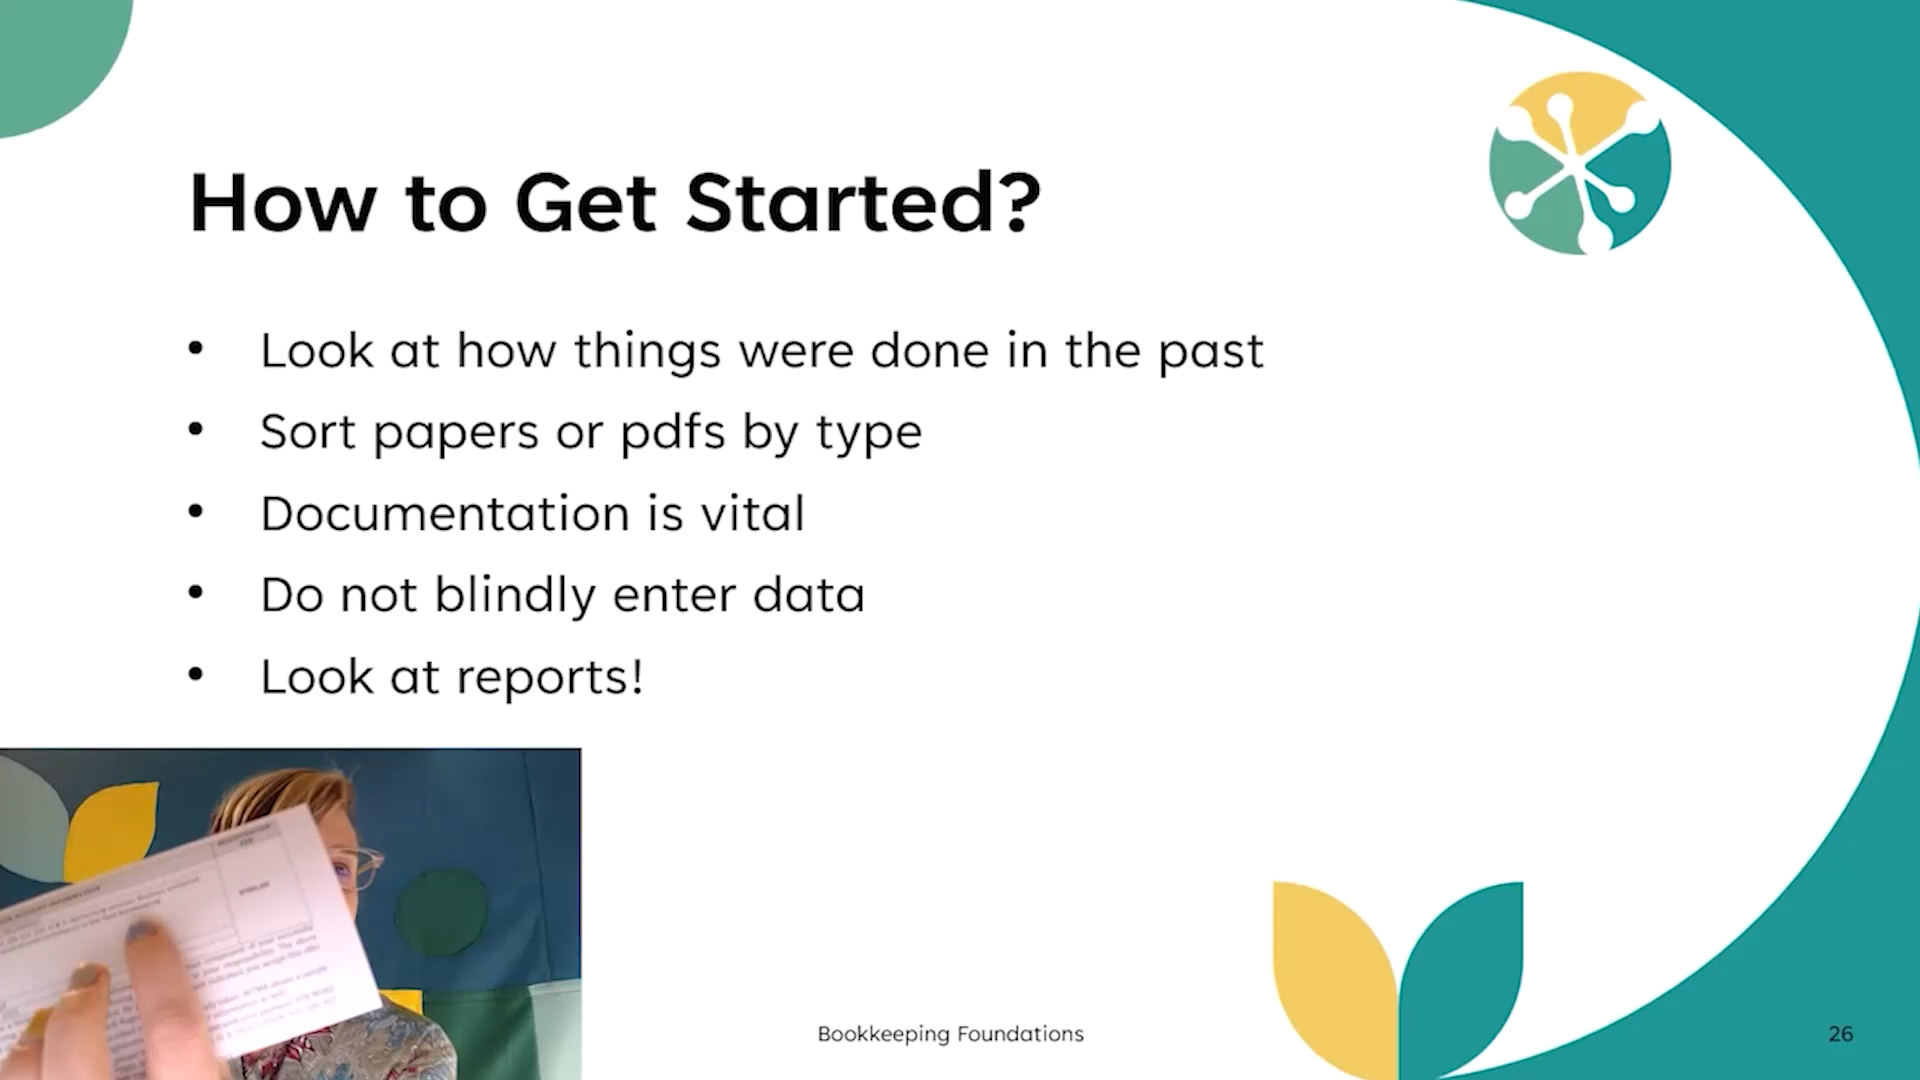 How to Get Started?
• Look at how things were done in the past
• Sort papers or pdfs by type
• Documentation is vital
• Do not blindly enter data
• Look at reports!
Bookkeeping Foundations
26